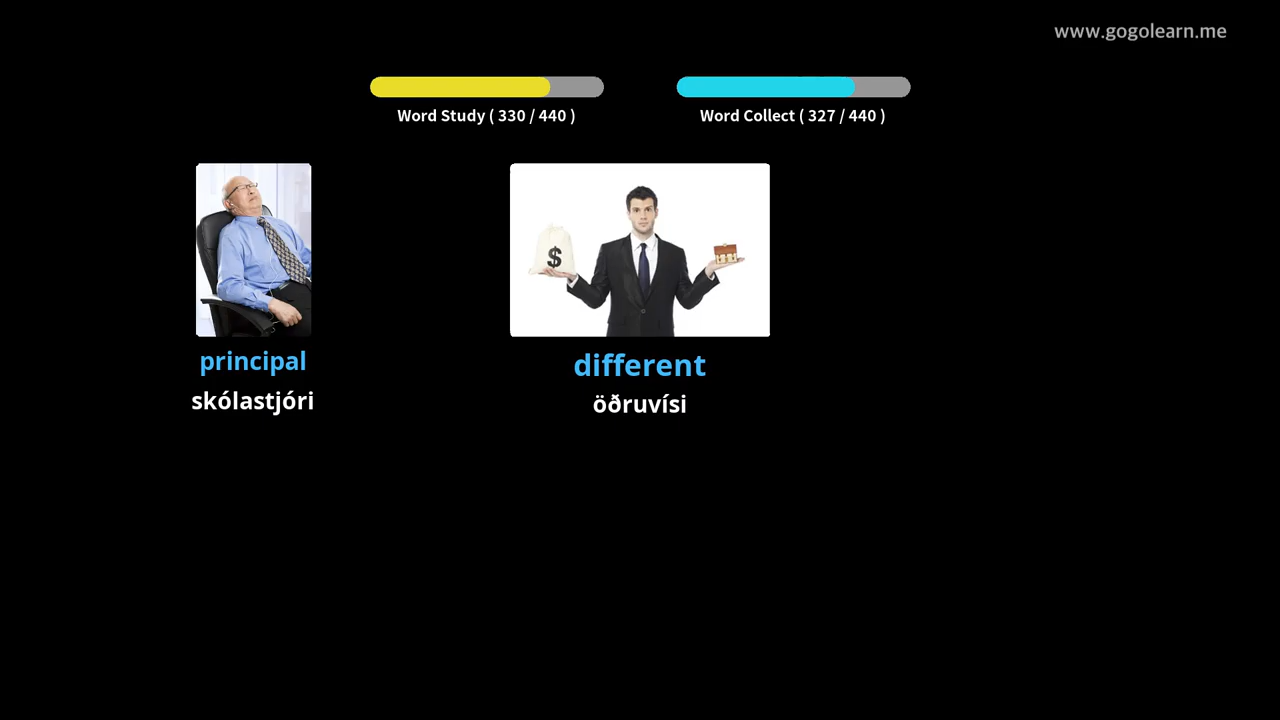 www.gogolearn.me
Word Study ( 330 / 440 )
Word Collect ( 327 / 440 )
$
principal
skólastjóri
different
öðruvísi